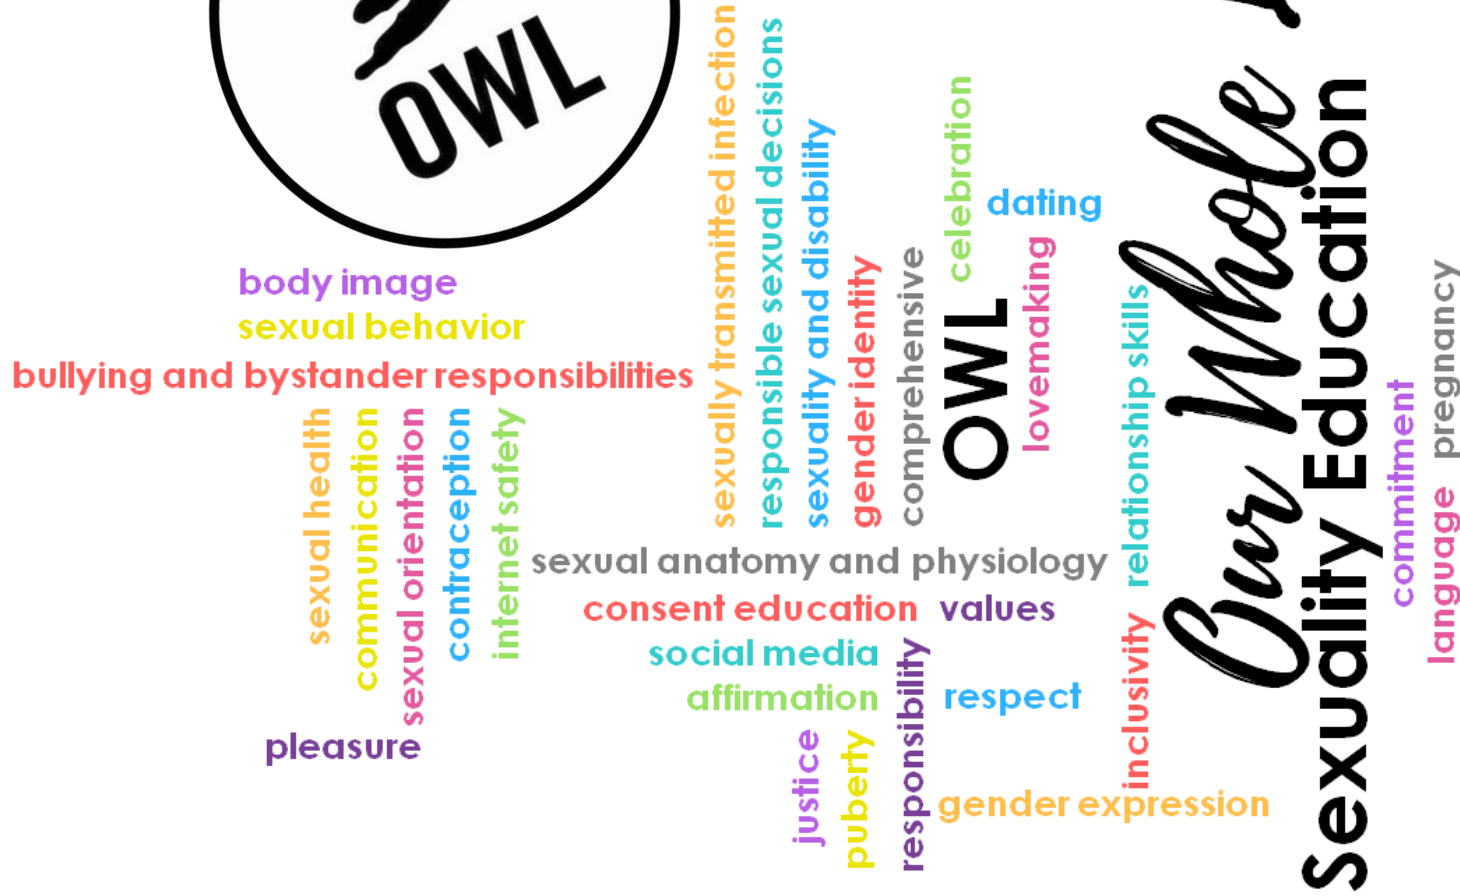 OWL
body image
sexual behavior
bullying and bystander responsibilities
sexual health
communication
sexual orientation
contraception
internet safety
pleasure
sexually transmitted infection
responsible sexual decisions
sexuality and disability
gender identity
comprehensive
celebration
OWL
dating
lovemaking
sexual anatomy and physiology
consent education
values
social media
affirmation
respect
justice
puberty
responsibility
gender expression
relationship skills
inclusivity
Our Whole
Sexuality Education
commitment
pregnancy
language